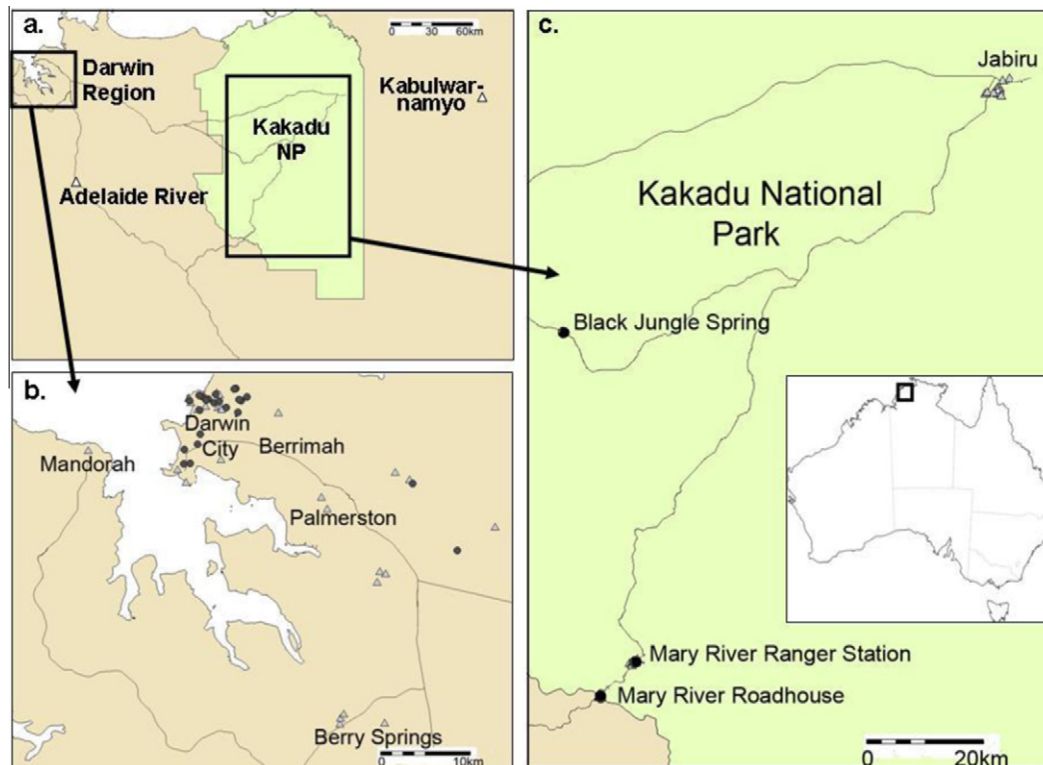 a.
0 30 60km
Darwin
Region
Kabulwar-
namyo
Kakadu
NP
Adelaide River
b.
Darwin
City
Berrimah
Mandorah
Palmerston
Berry Springs
0 10km
c.
Jabiru
Kakadu National
Park
Black Jungle Spring
Mary River Ranger Station
Mary River Roadhouse
0 20km